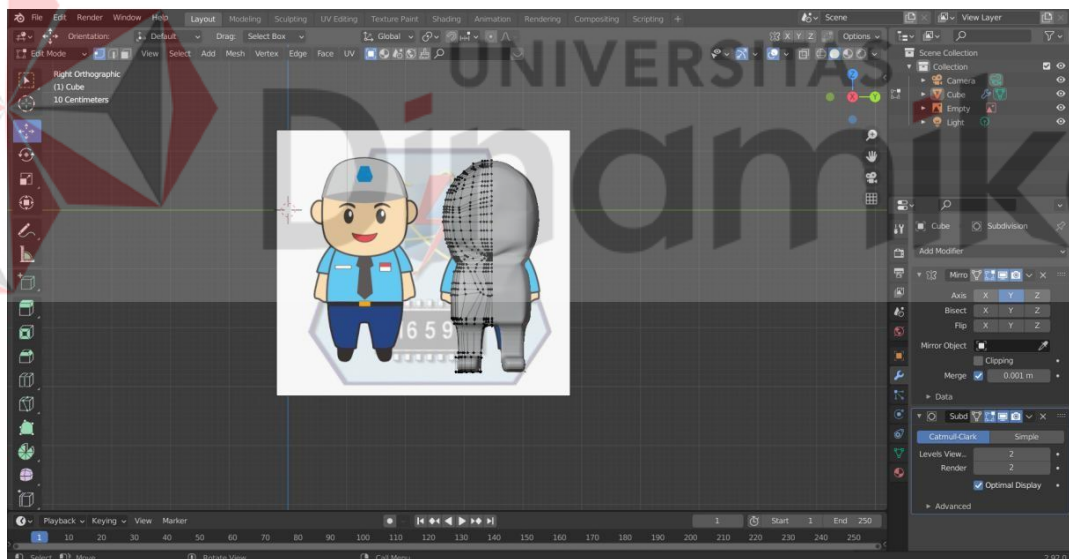 File Edit Render Window Help Layout Modeling Sculpting UV Editing Texture Paint Shading Animation Rendering Compositing Scripting + Scene View Layer
Orientation: Default Drag: Select Box Global X Y Z Options
Edit Mode View Select Add Mesh Vertex Edge Face UV
UNIVERSITAS
Dinamika
Right Orthographic
(1) Cube
10 Centimeters
Scene Collection
Collection
Camera
Cube
Empty
Light
Cube Subdivision
Add Modifier
Mirro
Axis X Y Z
Bisect X Y Z
Flip X Y Z
Mirror Object
Clipping
Merge 0.001 m
Data
Subd
Catmull-Clark Simple
Levels View... 2
Render 2
Optimal Display
Advanced
1659
Playback Keying View Marker 1 Start 1 End 250
1 10 20 30 40 50 60 70 80 90 100 110 120 130 140 150 160 170 180 190 200 210 220 230 240 250
Select Move Rotate View Call Menu 2.92.0